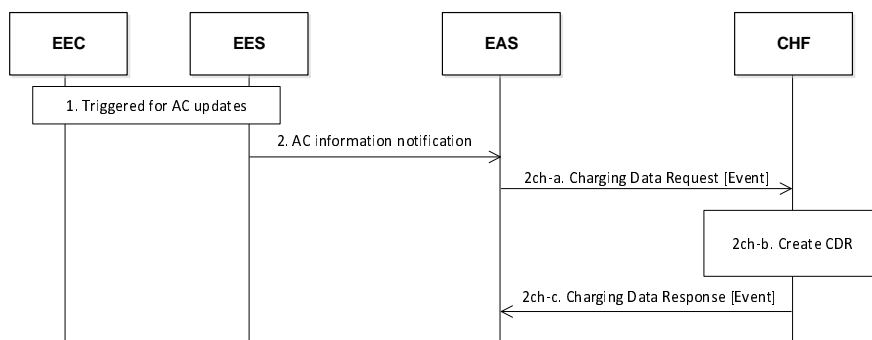 EEC
EES
EAS
CHF
1. Triggered for AC updates
2. AC information notification
2ch-a. Charging Data Request [Event]
2ch-b. Create CDR
2ch-c. Charging Data Response [Event]